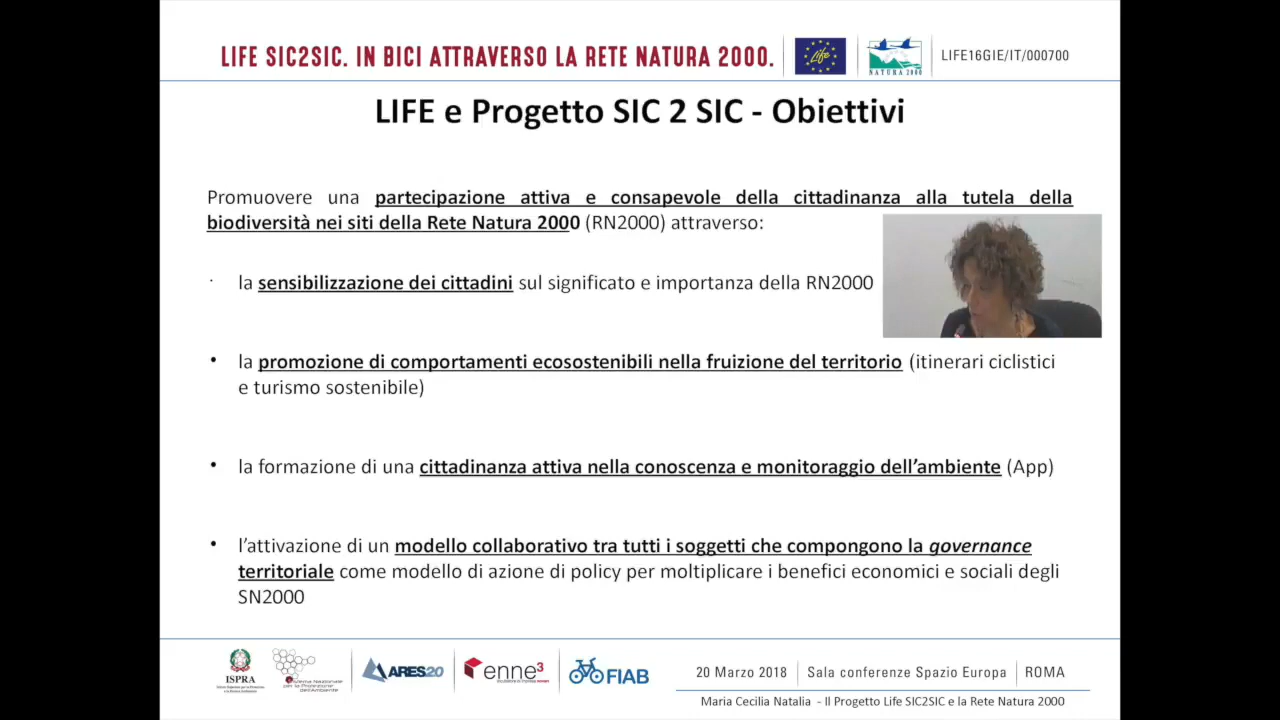 LIFE SIC2SIC. IN BICI ATTRAVERSO LA RETE NATURA 2000.
Life
NATURA 2000
LIFE16GIE/IT/000700
LIFE e Progetto SIC 2 SIC - Obiettivi
Promuovere una partecipazione attiva e consapevole della cittadinanza alla tutela della
biodiversità nei siti della Rete Natura 2000 (RN2000) attraverso:
· la sensibilizzazione dei cittadini sul significato e importanza della RN2000
• la promozione di comportamenti ecosostenibili nella fruizione del territorio (itinerari ciclistici
e turismo sostenibile)
• la formazione di una cittadinanza attiva nella conoscenza e monitoraggio dell’ambiente (App)
• l’attivazione di un modello collaborativo tra tutti i soggetti che compongono la governance
territoriale come modello di azione di policy per moltiplicare i benefici economici e sociali degli
SN2000
ISPRA
ARES20
enne3
FIAB
20 Marzo 2018
Sala conferenze Spazio Europa
ROMA
Maria Cecilia Natalia - Il Progetto Life SIC2SIC e la Rete Natura 2000